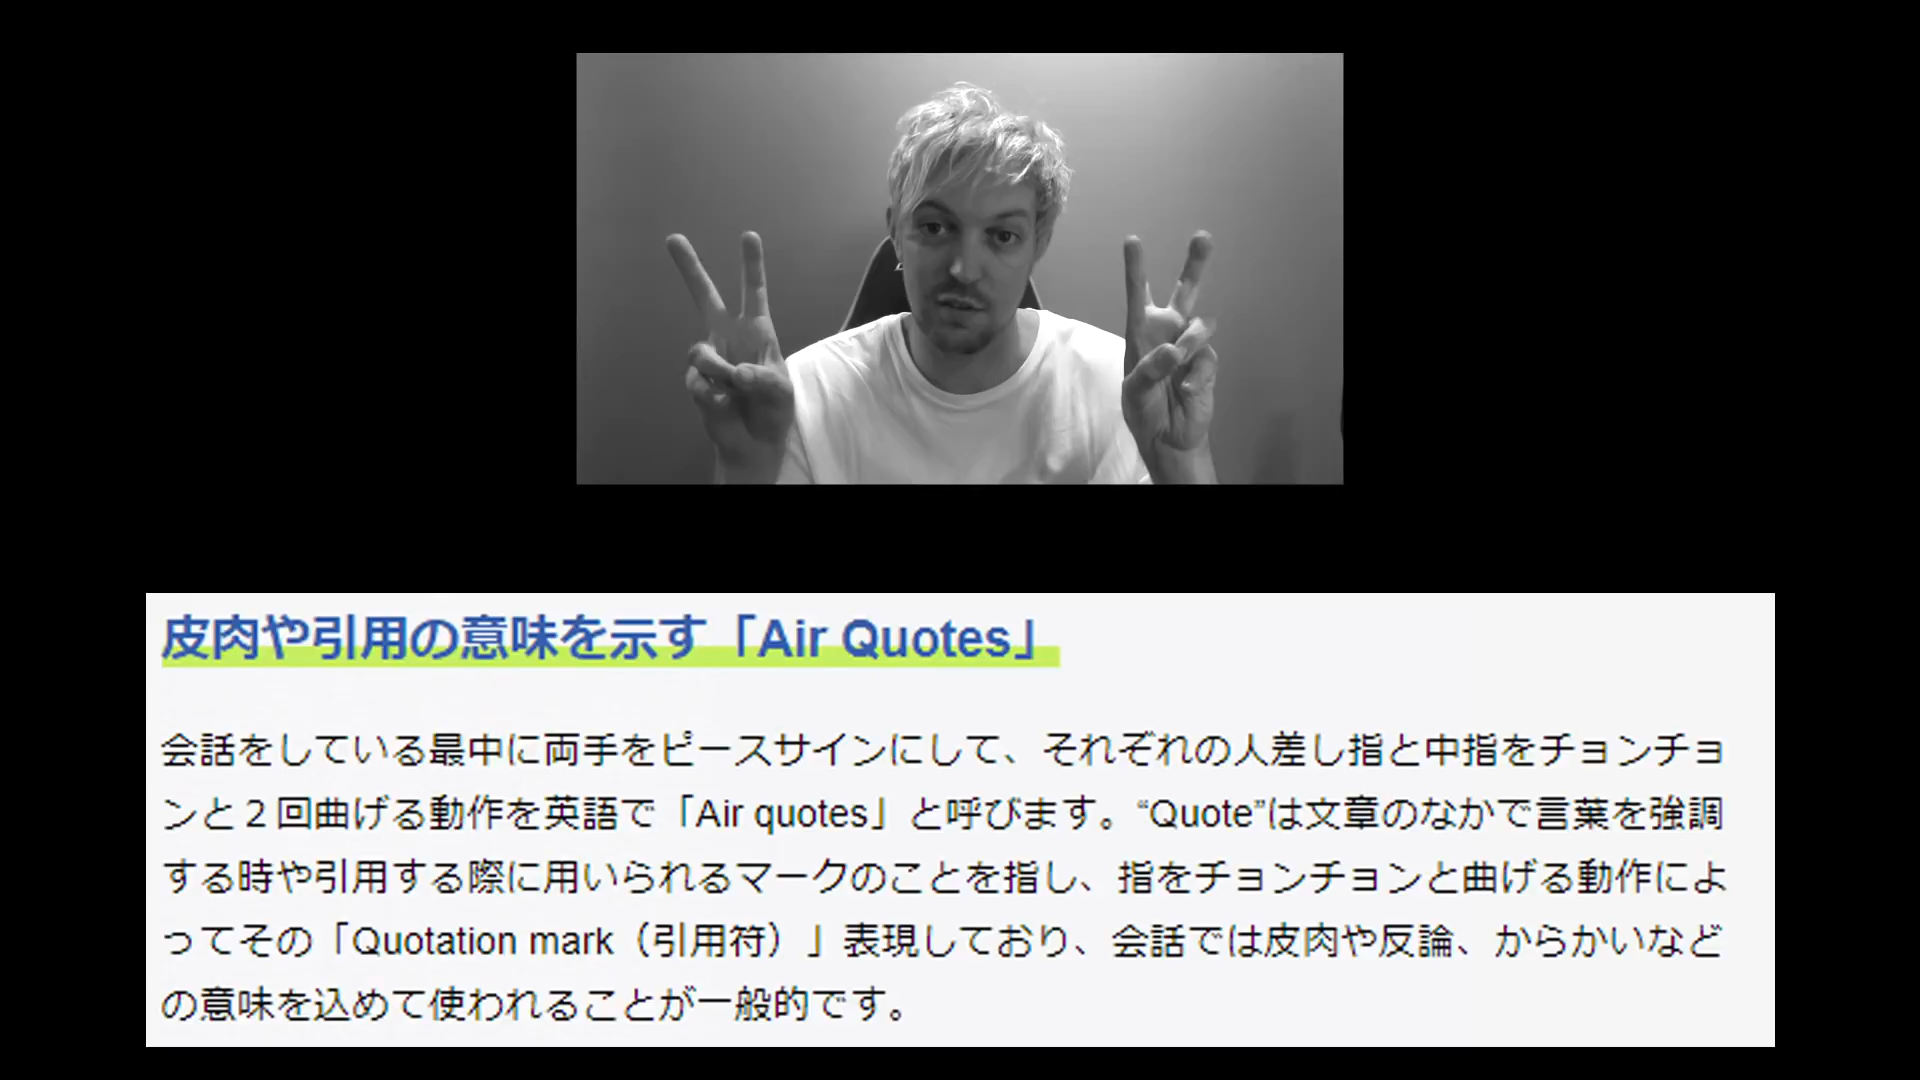 皮肉や引用の意味を示す「Air Quotes」
会話をしている最中に両手をピースサインにして、それぞれの人差し指と中指をチョンチョ
ンと２回曲げる動作を英語で「Air quotes」と呼びます。“Quote”は文章のなかで言葉を強調
する時や引用する際に用いられるマークのことを指し、指をチョンチョンと曲げる動作によ
ってその「Quotation mark（引用符）」表現しており、会話では皮肉や反論、からかいなど
の意味を込めて使われることが一般的です。